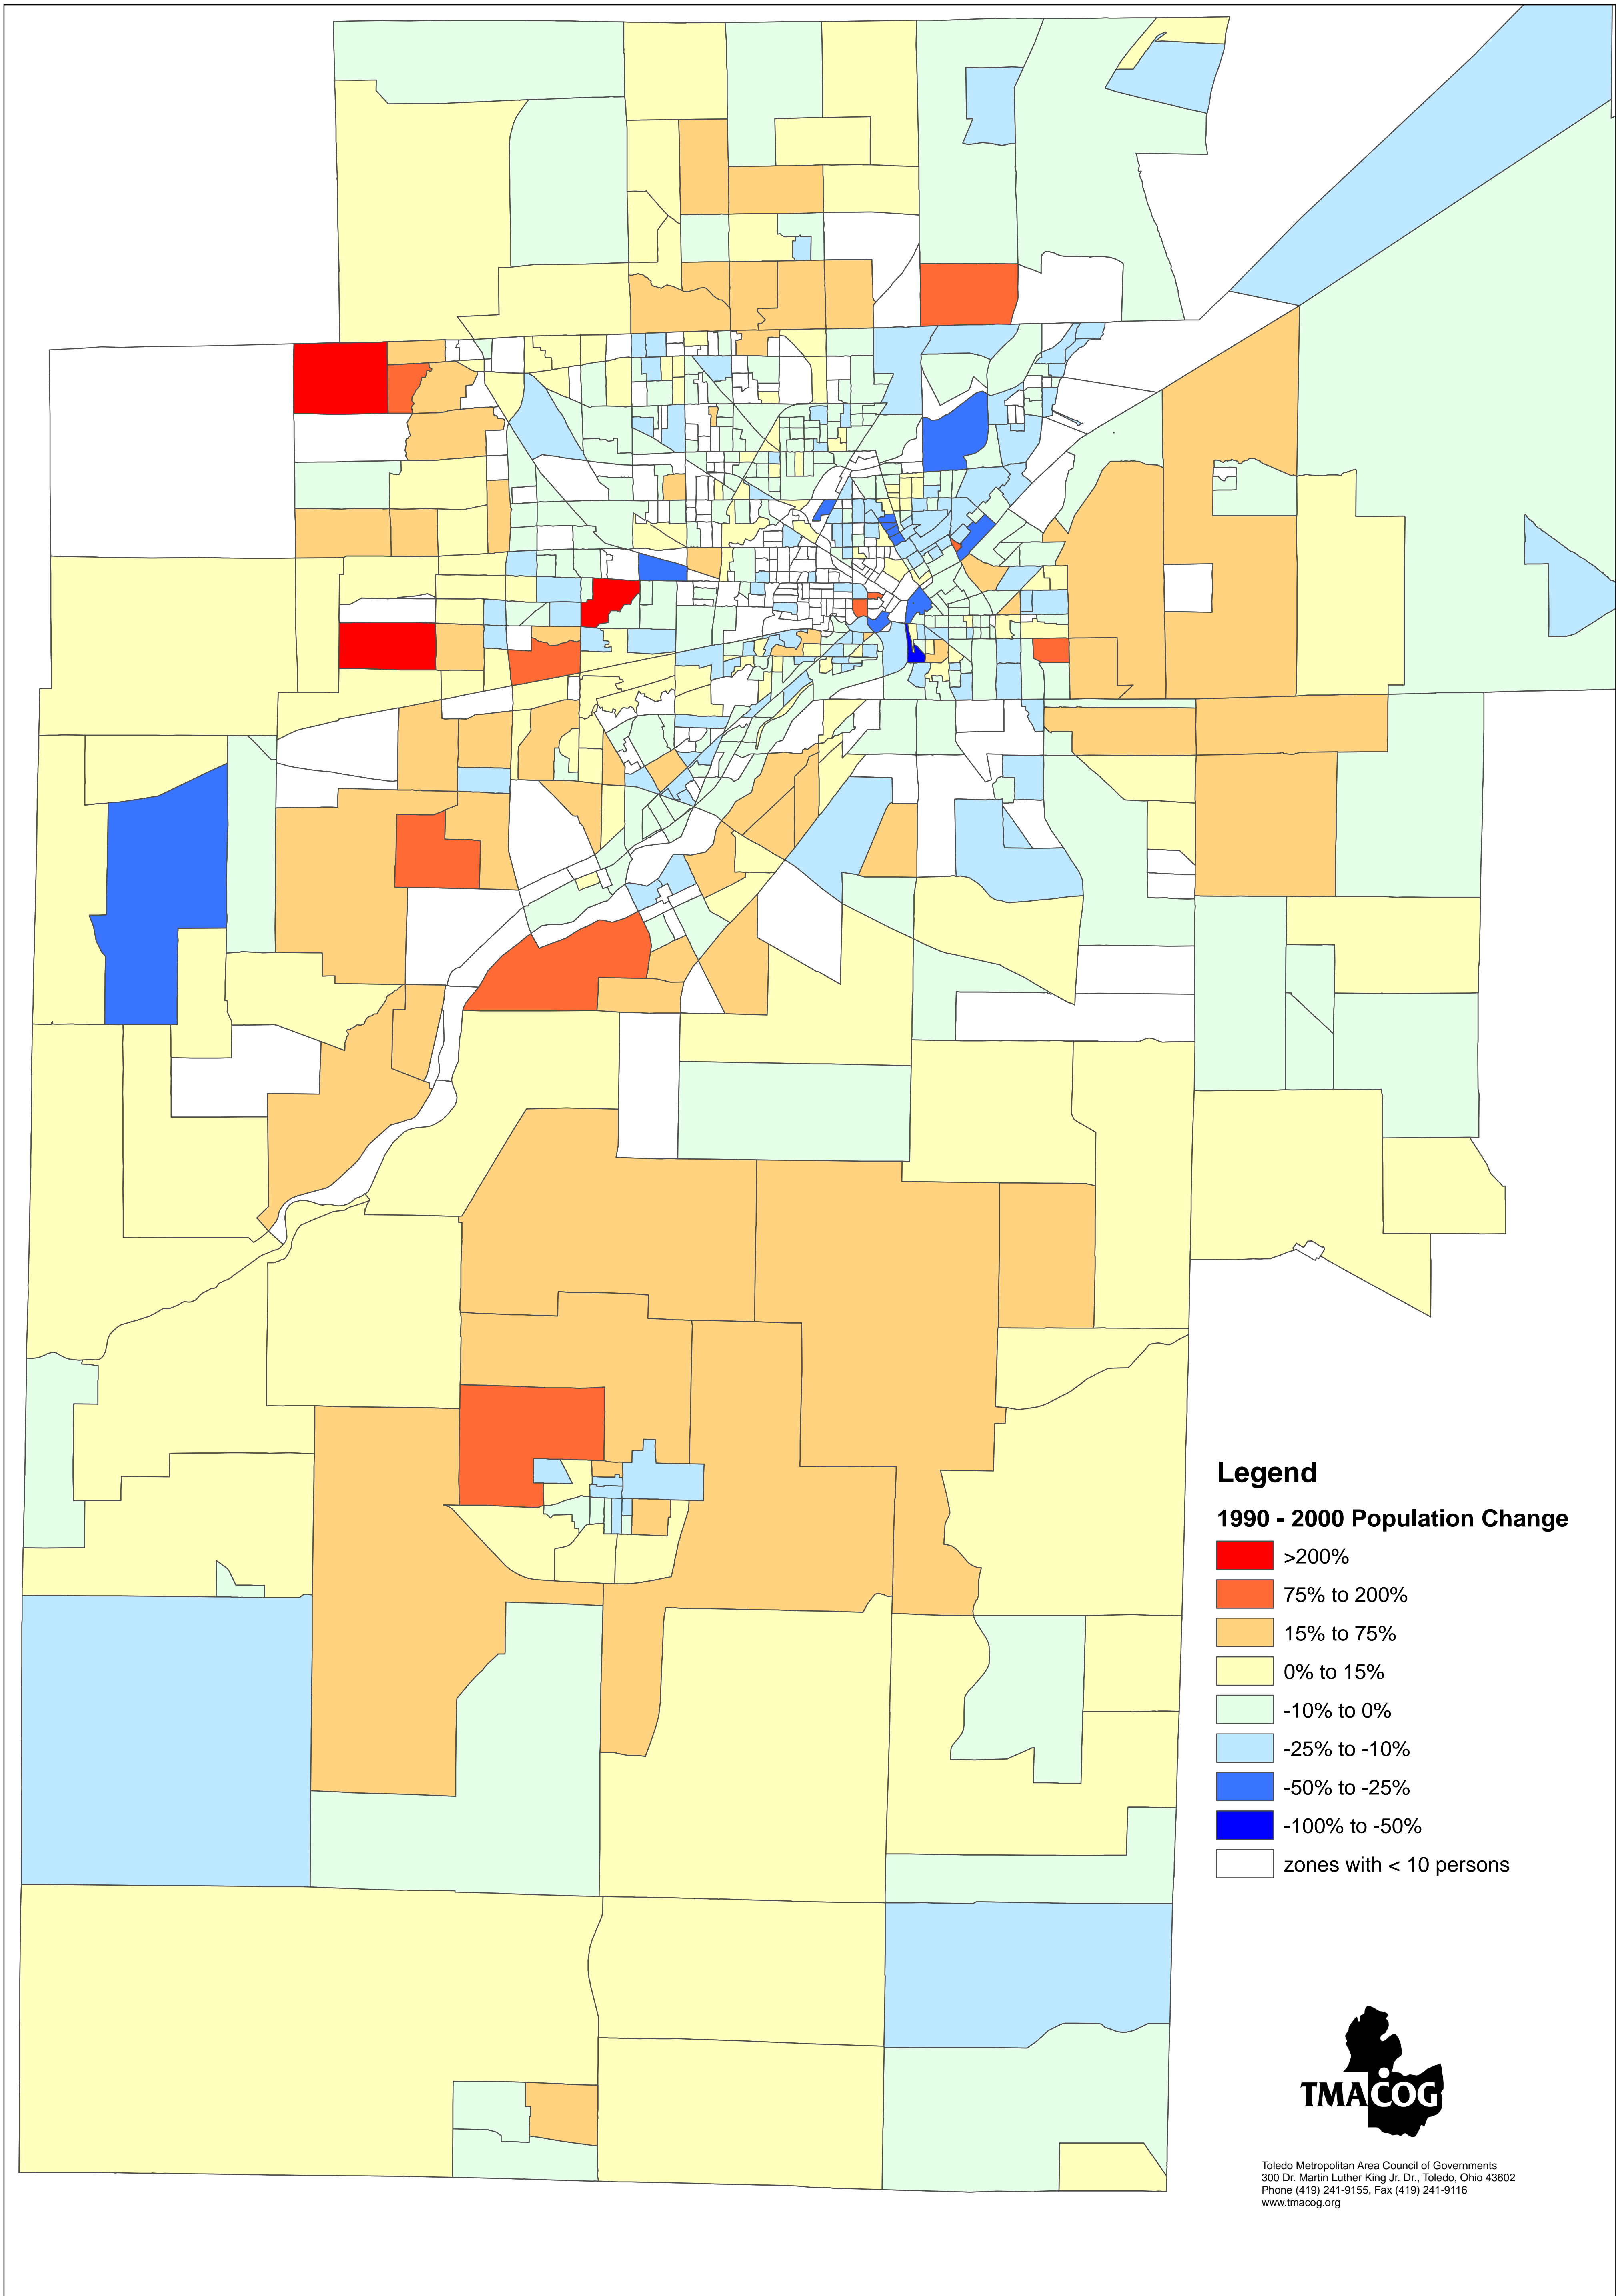 Legend
1990 - 2000 Population Change
>200%
75% to 200%
15% to 75%
0% to 15%
-10% to 0%
-25% to -10%
-50% to -25%
-100% to -50%
zones with < 10 persons
TMACOG
Toledo Metropolitan Area Council of Governments
300 Dr. Martin Luther King Jr. Dr., Toledo, Ohio 43602
Phone (419) 241-9155, Fax (419) 241-9116
www.tmacog.org